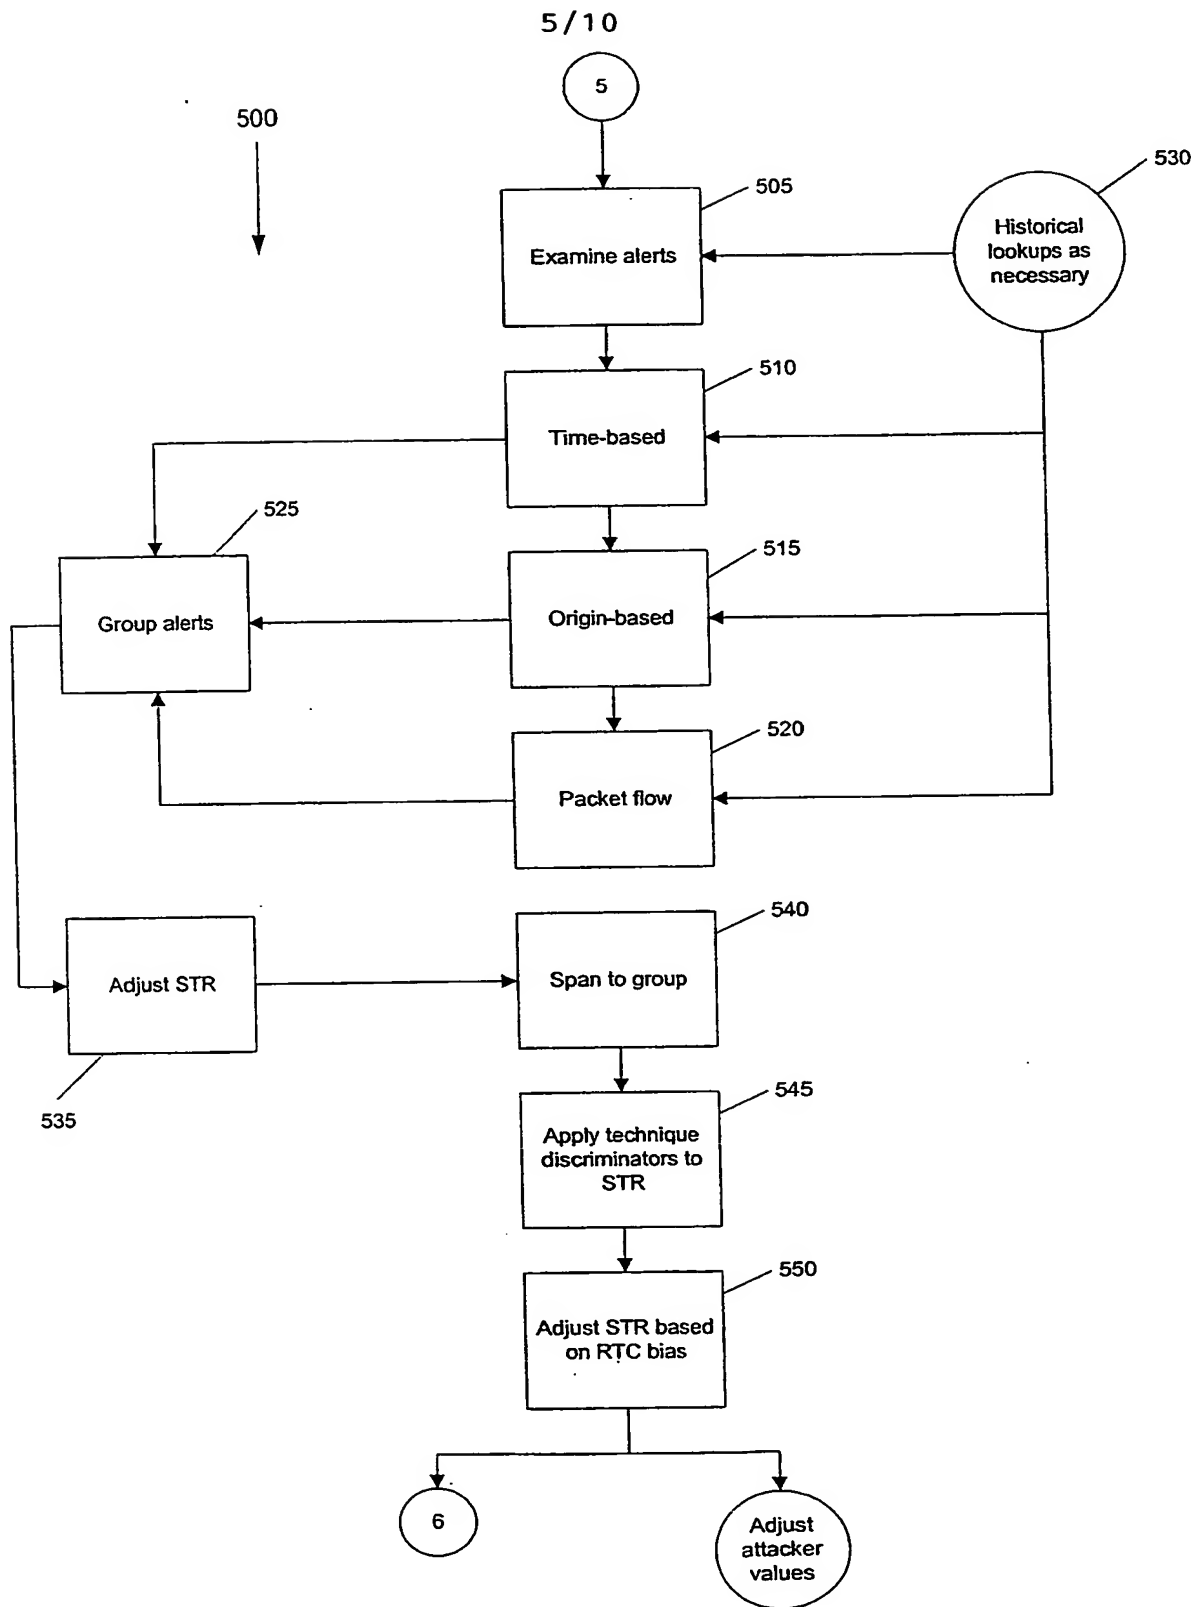 5/10
5
500
505
530
Examine alerts
Historical
lookups as
necessary
510
Time-based
525
515
Group alerts
Origin-based
520
Packet flow
540
Adjust STR
Span to group
535
545
Apply technique
discriminators to
STR
550
Adjust STR based
on RTC bias
6
Adjust
attacker
values